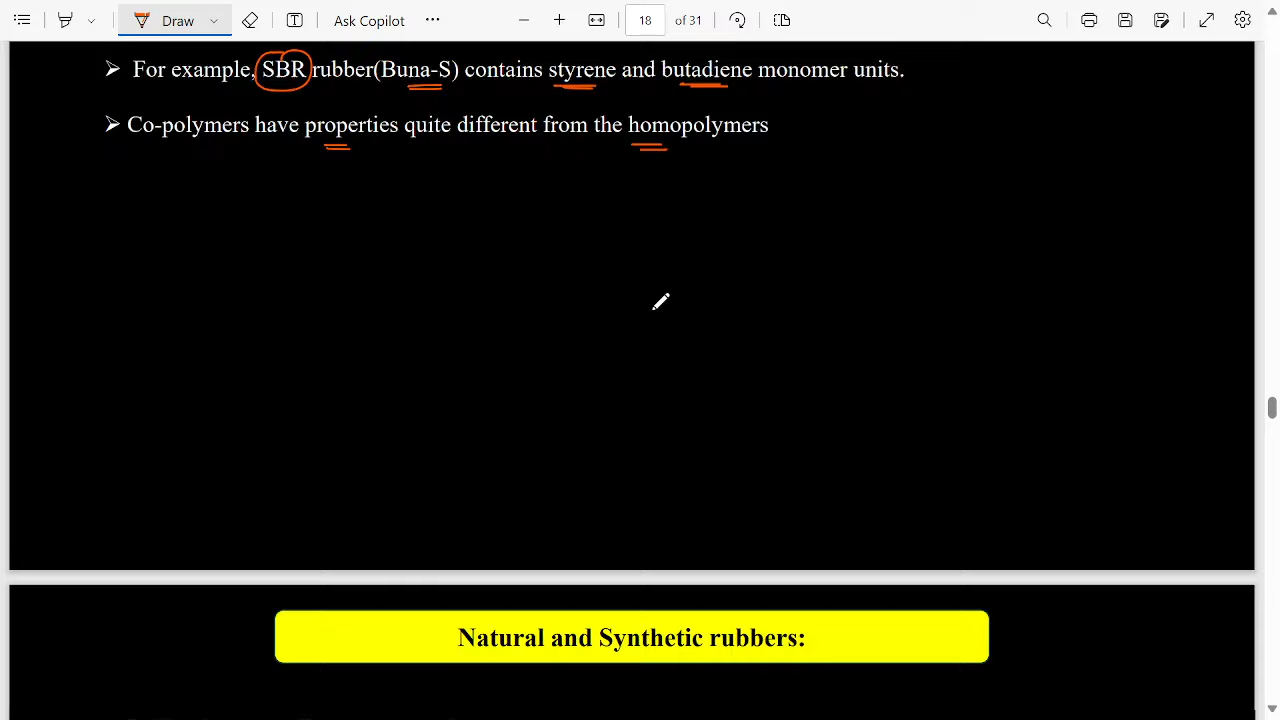 Draw
Ask Copilot
18 of 31
➢ For example, SBR rubber(Buna-S) contains styrene and butadiene monomer units.
➢ Co-polymers have properties quite different from the homopolymers
Natural and Synthetic rubbers: